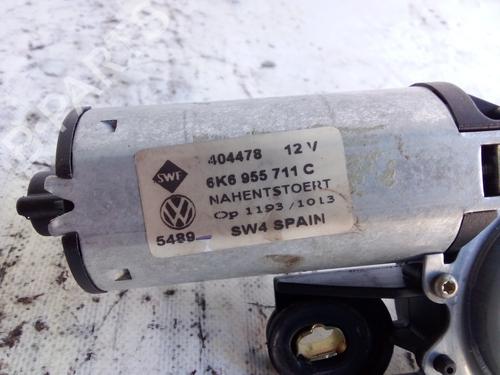 404478 12 V
SWF
6K6 955 711 C
NAHENTSTOERT
Op 1193 /1013
5489
SW4 SPAIN